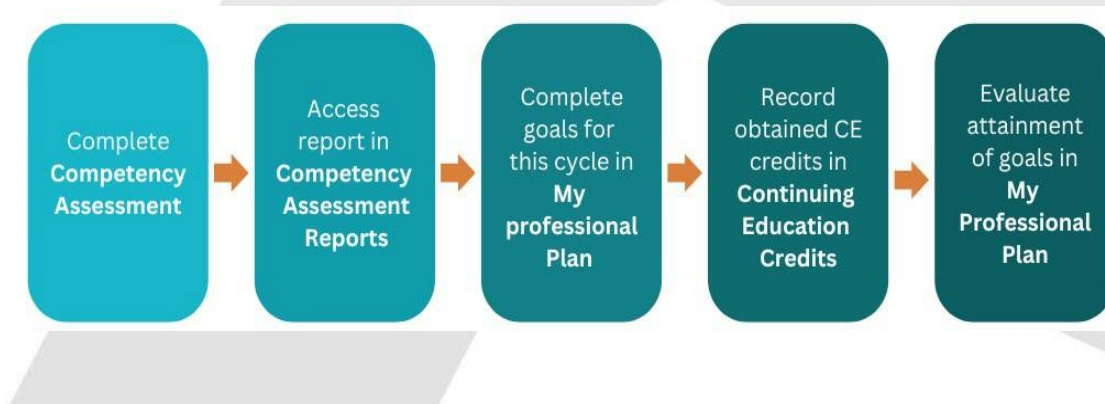 Complete
Competency
Assessment
Access
report in
Competency
Assessment
Reports
Complete
goals for
this cycle in
My
professional
Plan
Record
obtained CE
credits in
Continuing
Education
Credits
Evaluate
attainment
of goals in
My
Professional
Plan